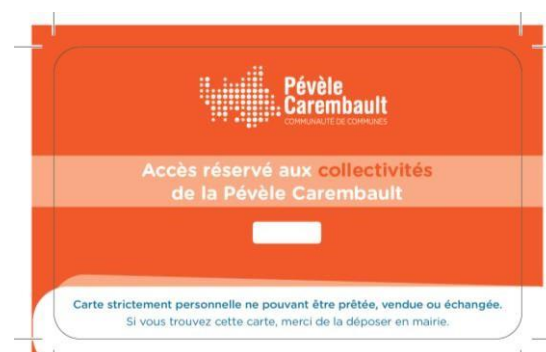 Pévèle
Carembault
COMMUNAUTÉ DE COMMUNES
Accès réservé aux collectivités
de la Pévèle Carembault
Carte strictement personnelle ne pouvant être prêtée, vendue ou échangée.
Si vous trouvez cette carte, merci de la déposer en mairie.